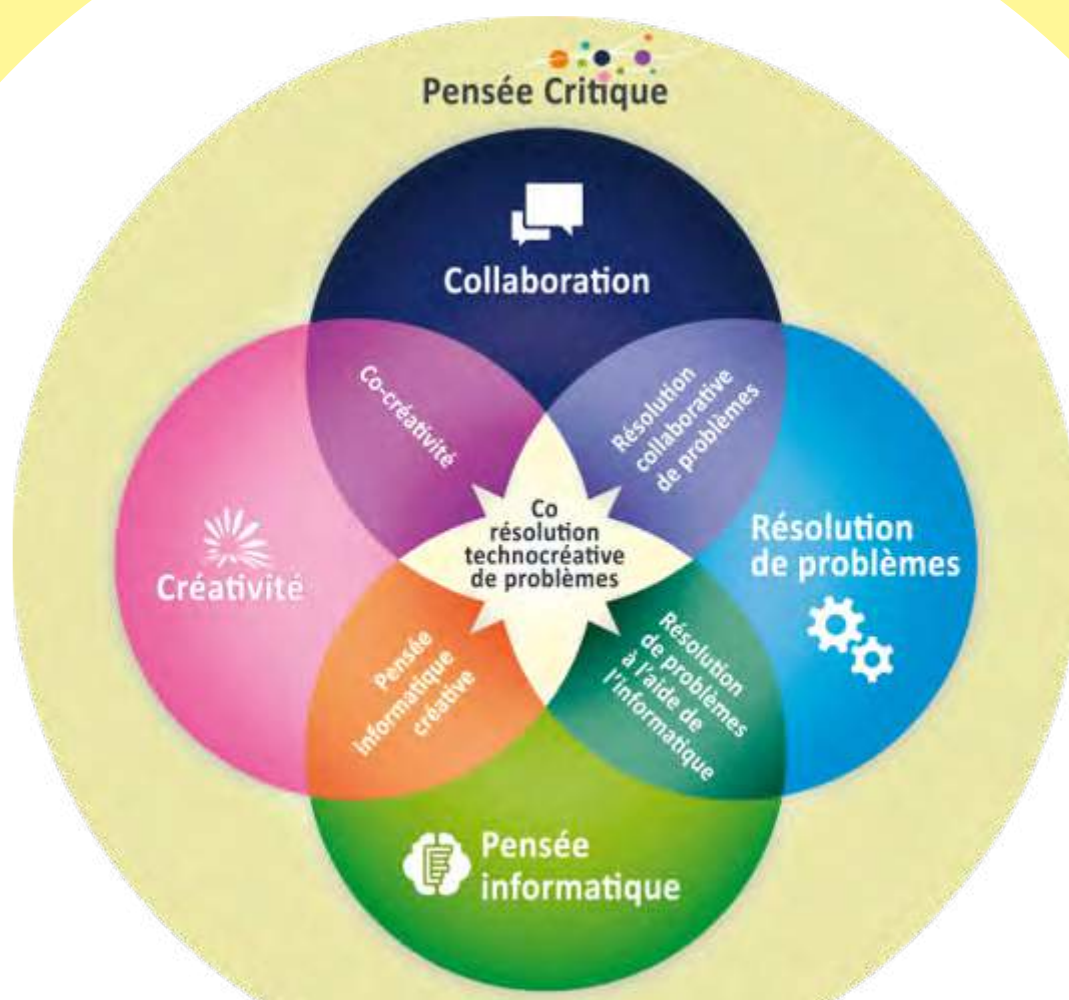 Pensée Critique
Collaboration
Co-créativité
Résolution
collaborative
de problèmes
Créativité
Co
résolution
technocréative
de problèmes
Résolution
de problèmes
Pensée
informatique
créative
Résolution
de problèmes
à l'aide de
l'informatique
Pensée
informatique